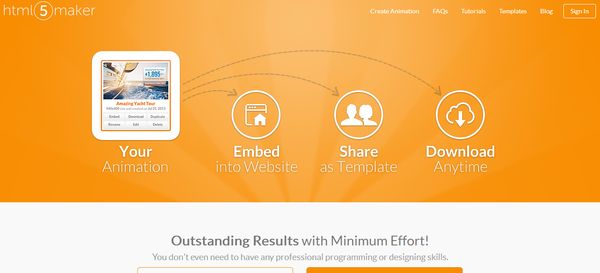 html5maker
Create Animation FAQs Tutorials Templates Blog Sign In
+1,895
Amazing Yacht Tour
Embed Download Duplicate
Rename Edit Delete
Your Embed Share Download
Animation into Website as Template Anytime
Outstanding Results with Minimum Effort!
You don't even need to have any professional programming or designing skills.